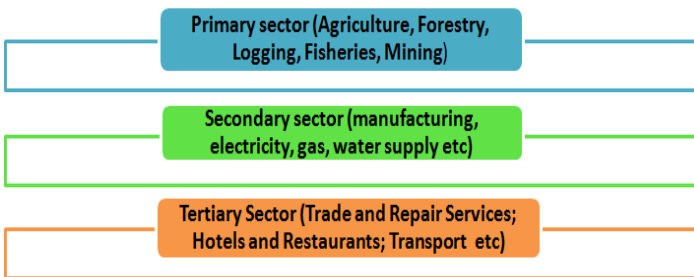 Primary sector (Agriculture, Forestry,
Logging, Fisheries, Mining)
Secondary sector (manufacturing,
electricity, gas, water supply etc)
Tertiary Sector (Trade and Repair Services;
Hotels and Restaurants; Transport  etc)